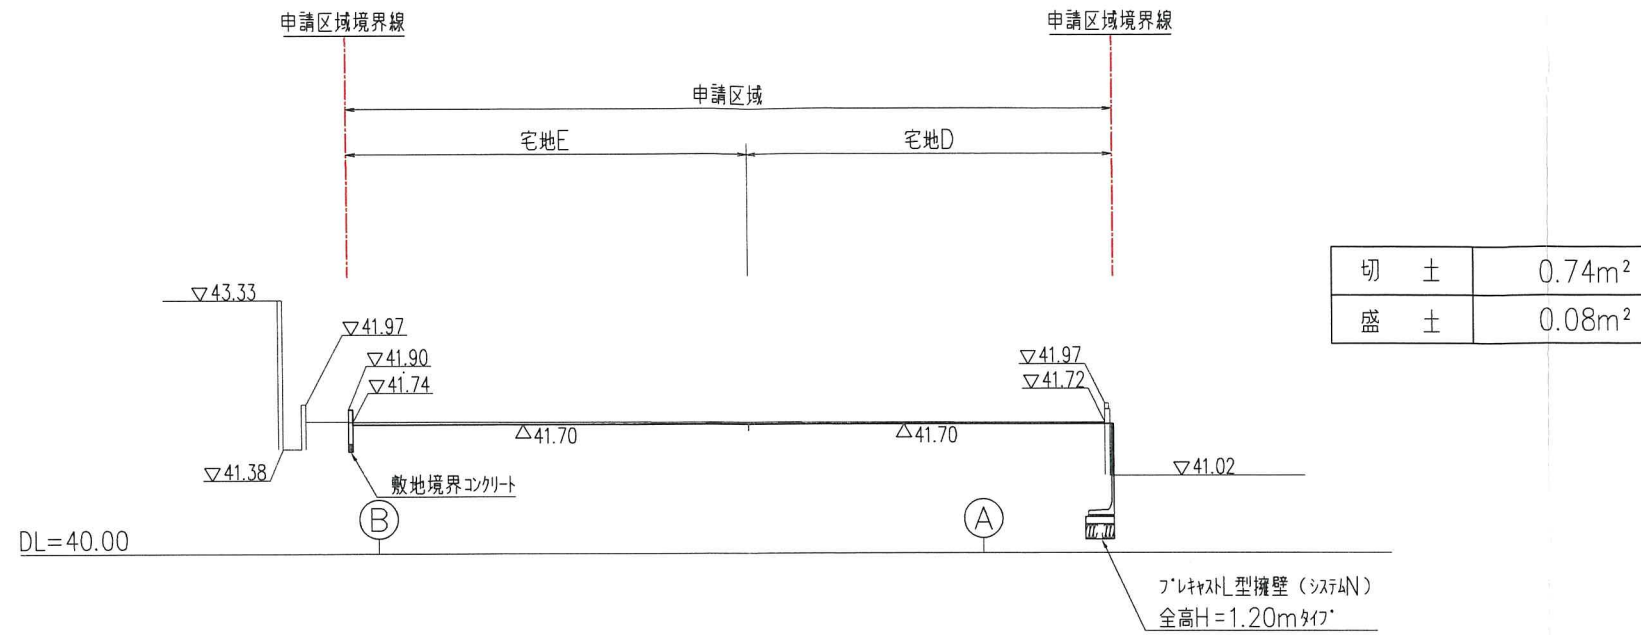 申請区域境界線
申請区域境界線
申請区域
宅地E
宅地D
切 土 0.74m²
盛 土 0.08m²
▽43.33
▽41.97
▽41.90
▽41.74
▽41.97
▽41.72
△41.70
△41.70
▽41.38
▽41.02
敷地境界コンクリート
B
A
DL=40.00
プレキャストL型擁壁（システムN）
全高H=1.20mタイプ